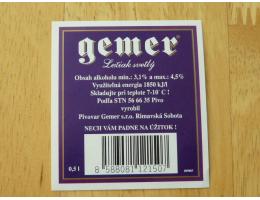 gemer
Ležiak svetlý
Obsah alkoholu min.: 3,1% a max.: 4,5%
Využiteľná energia 1850 kJ/l
Skladujte pri teplote 7-10°C !
Podľa STN 56 66 35 Pivo
vyrobil
Pivovar Gemer s.r.o. Rimavská Sobota
NECH VÁM PADNE NA ÚŽITOK !
0,5 l
8 588081 121507